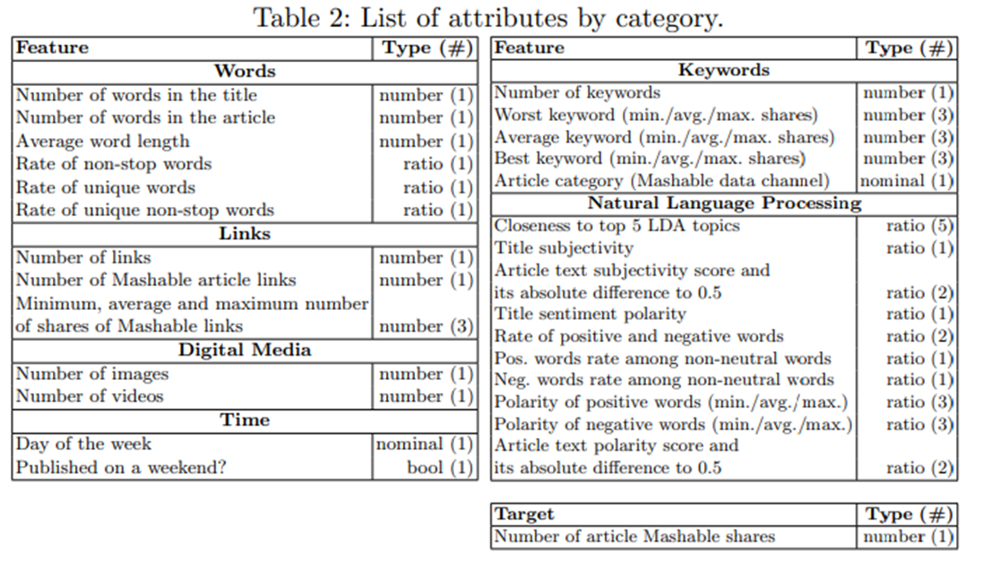 Table 2: List of attributes by category.
Feature Type (#)
Words
Number of words in the title number (1)
Number of words in the article number (1)
Average word length number (1)
Rate of non-stop words ratio (1)
Rate of unique words ratio (1)
Rate of unique non-stop words ratio (1)
Links
Number of links number (1)
Number of Mashable article links number (1)
Minimum, average and maximum number
of shares of Mashable links number (3)
Digital Media
Number of images number (1)
Number of videos number (1)
Time
Day of the week nominal (1)
Published on a weekend? bool (1)
Feature Type (#)
Keywords
Number of keywords number (1)
Worst keyword (min./avg./max. shares) number (3)
Average keyword (min./avg./max. shares) number (3)
Best keyword (min./avg./max. shares) number (3)
Article category (Mashable data channel) nominal (1)
Natural Language Processing
Closeness to top 5 LDA topics ratio (5)
Title subjectivity ratio (1)
Article text subjectivity score and
its absolute difference to 0.5 ratio (2)
Title sentiment polarity ratio (1)
Rate of positive and negative words ratio (2)
Pos. words rate among non-neutral words ratio (1)
Neg. words rate among non-neutral words ratio (1)
Polarity of positive words (min./avg./max.) ratio (3)
Polarity of negative words (min./avg./max.) ratio (3)
Article text polarity score and
its absolute difference to 0.5 ratio (2)
Target Type (#)
Number of article Mashable shares number (1)